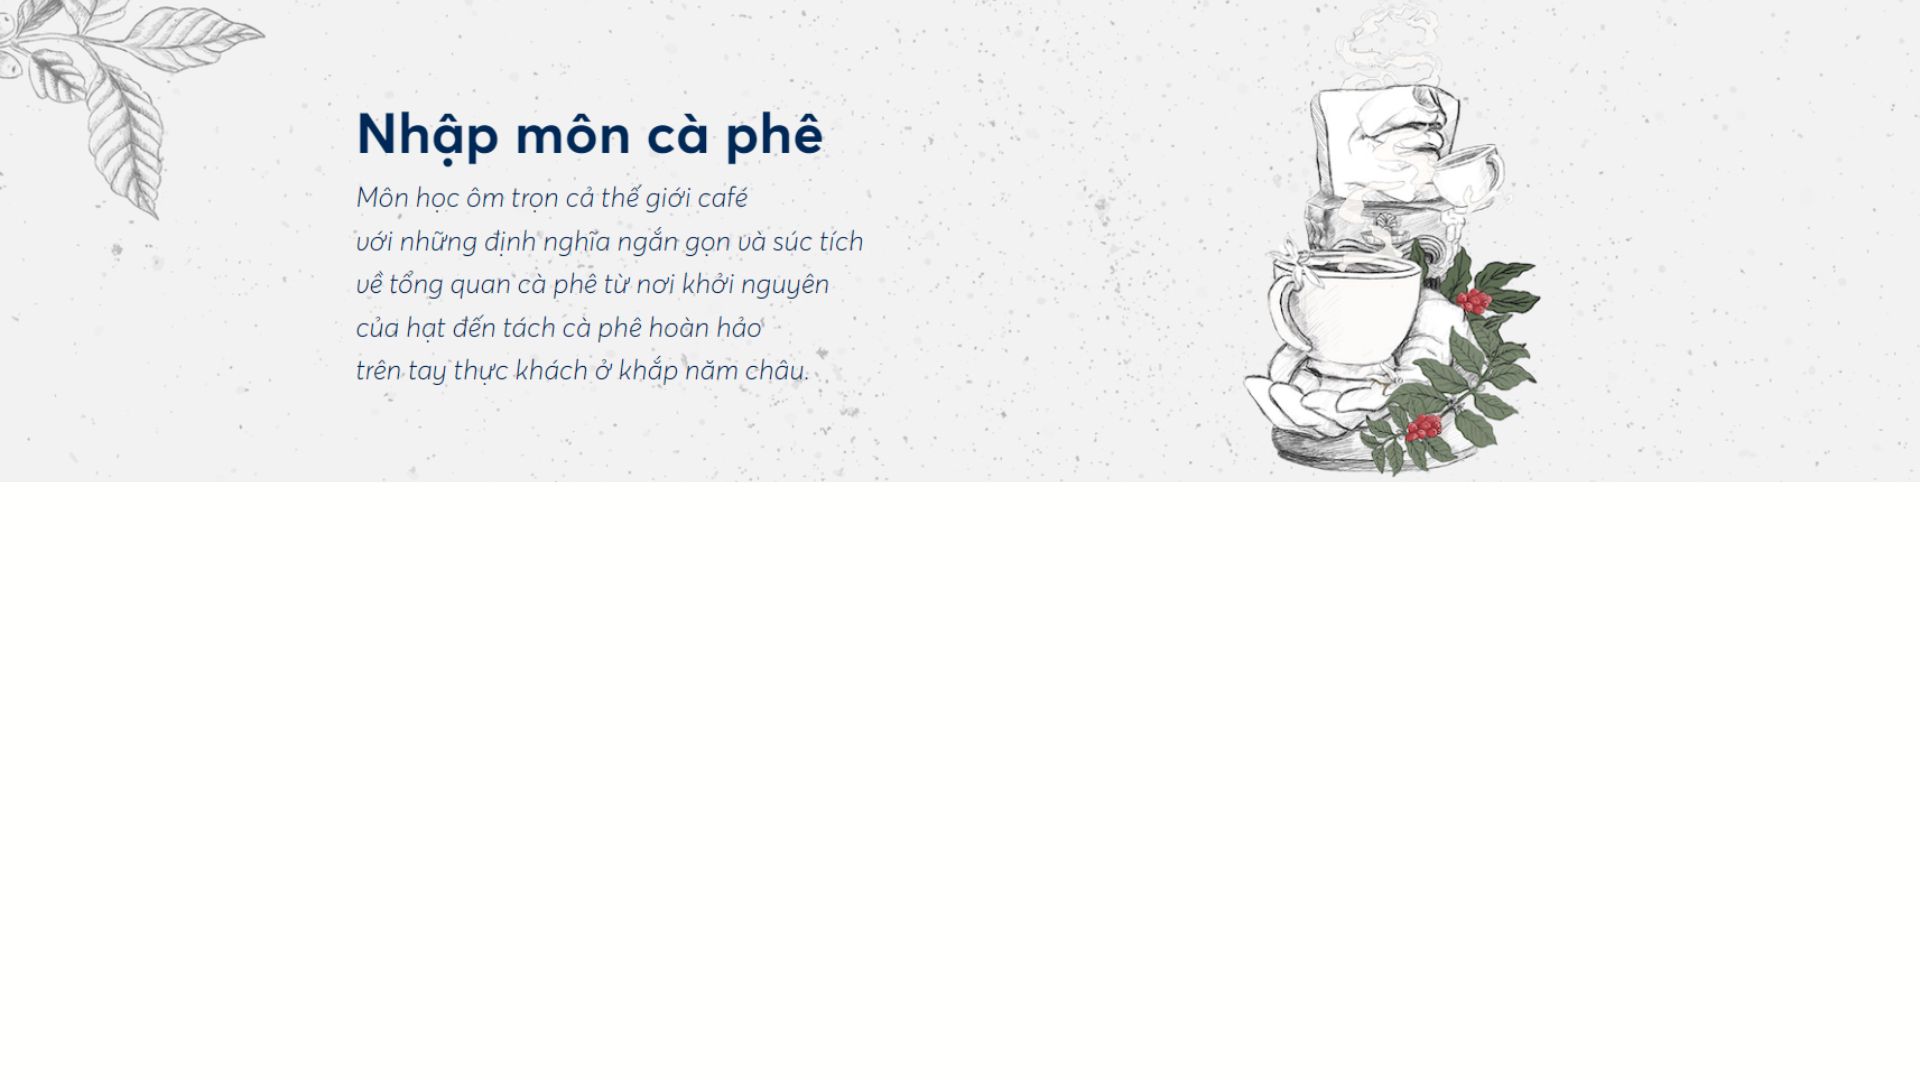 Nhập môn cà phê
Môn học ôm trọn cả thế giới café
với những định nghĩa ngắn gọn và súc tích
về tổng quan cà phê từ nơi khởi nguyên
của hạt đến tách cà phê hoàn hảo
trên tay thực khách ở khắp năm châu.